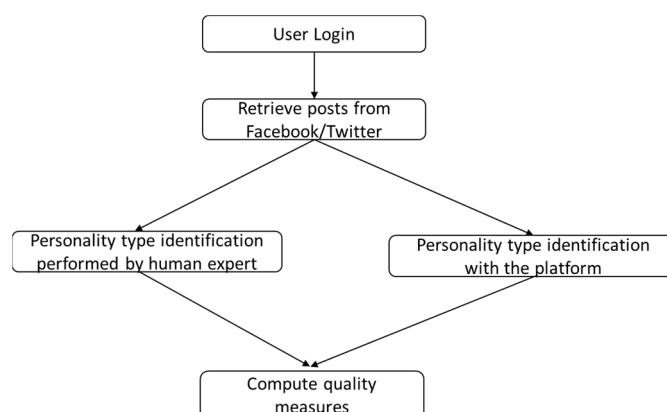 User Login
Retrieve posts from
Facebook/Twitter
Personality type identification
performed by human expert
Personality type identification
with the platform
Compute quality
measures